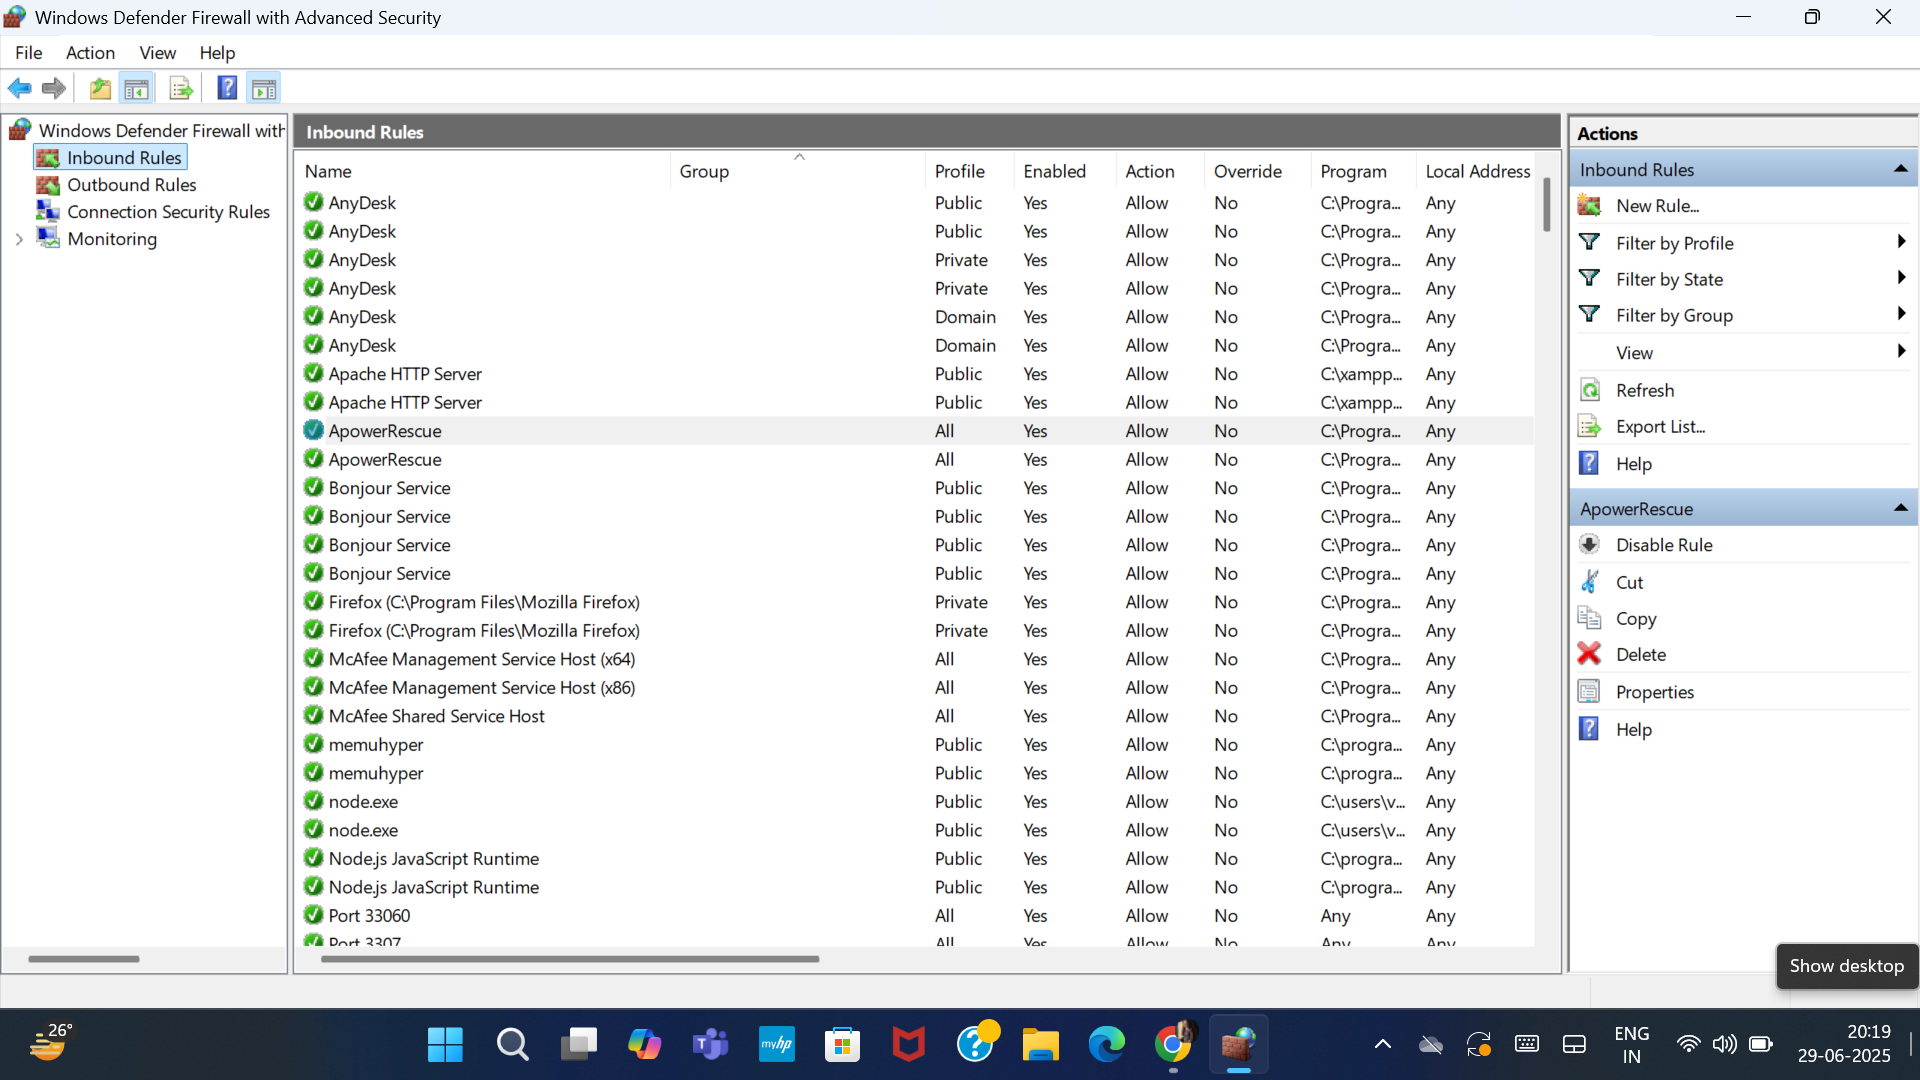 Windows Defender Firewall with Advanced Security
File Action View Help
Windows Defender Firewall with
Inbound Rules
Outbound Rules
Connection Security Rules
Monitoring
Inbound Rules
Name Group Profile Enabled Action Override Program Local Address
AnyDesk Public Yes Allow No C:\Progra... Any
AnyDesk Public Yes Allow No C:\Progra... Any
AnyDesk Private Yes Allow No C:\Progra... Any
AnyDesk Private Yes Allow No C:\Progra... Any
AnyDesk Domain Yes Allow No C:\Progra... Any
AnyDesk Domain Yes Allow No C:\Progra... Any
Apache HTTP Server Public Yes Allow No C:\xampp... Any
Apache HTTP Server Public Yes Allow No C:\xampp... Any
ApowerRescue All Yes Allow No C:\Progra... Any
ApowerRescue All Yes Allow No C:\Progra... Any
Bonjour Service Public Yes Allow No C:\Progra... Any
Bonjour Service Public Yes Allow No C:\Progra... Any
Bonjour Service Public Yes Allow No C:\Progra... Any
Bonjour Service Public Yes Allow No C:\Progra... Any
Firefox (C:\Program Files\Mozilla Firefox) Private Yes Allow No C:\Progra... Any
Firefox (C:\Program Files\Mozilla Firefox) Private Yes Allow No C:\Progra... Any
McAfee Management Service Host (x64) All Yes Allow No C:\Progra... Any
McAfee Management Service Host (x86) All Yes Allow No C:\Progra... Any
McAfee Shared Service Host All Yes Allow No C:\Progra... Any
memuhyper Public Yes Allow No C:\progra... Any
memuhyper Public Yes Allow No C:\progra... Any
node.exe Public Yes Allow No C:\users\v... Any
node.exe Public Yes Allow No C:\users\v... Any
Node.js JavaScript Runtime Public Yes Allow No C:\progra... Any
Node.js JavaScript Runtime Public Yes Allow No C:\progra... Any
Port 33060 All Yes Allow No Any Any
Port 3307 All Yes Allow No Any Any
Actions
Inbound Rules
New Rule...
Filter by Profile
Filter by State
Filter by Group
View
Refresh
Export List...
Help
ApowerRescue
Disable Rule
Cut
Copy
Delete
Properties
Help
Show desktop
26°
myhp
ENG
IN
20:19
29-06-2025